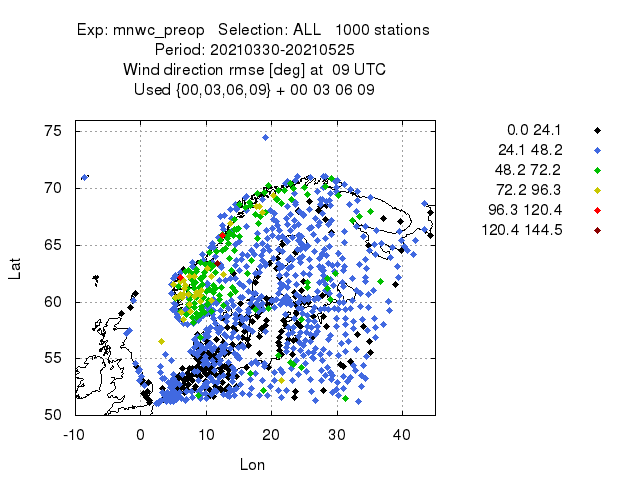 Exp: mnwc_preop Selection: ALL 1000 stations
Period: 20210330-20210525
Wind direction rmse [deg] at 09 UTC
Used {00,03,06,09} + 00 03 06 09
0.0 24.1
24.1 48.2
48.2 72.2
72.2 96.3
96.3 120.4
120.4 144.5
75
70
65
60
55
50
Lat
-10 0 10 20 30 40
Lon